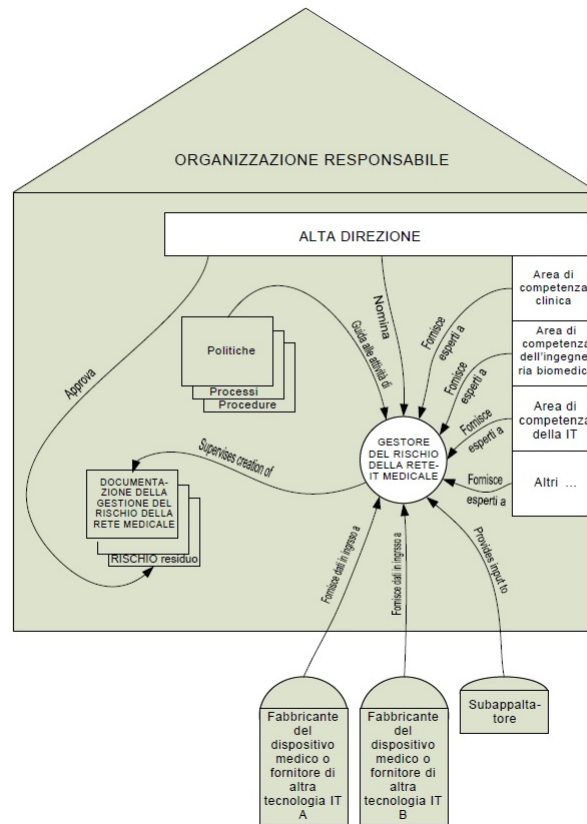 ORGANIZZAZIONE RESPONSABILE
ALTA DIREZIONE
Area di
competenza
clinica
Area di
competenza
dell'ingegne
ria biomedic
Area di
competenza
della IT
Altri ...
Nomina
Guida alle attività di
Fornisce
esperti a
Fornisce
esperti a
Fornisce
esperti a
Fornisce
esperti a
Politiche
Processi
Procedure
Approva
GESTORE
DEL RISCHIO
DELLA RETE-
IT MEDICALE
Supervises creation of
DOCUMENTA-
ZIONE DELLA
GESTIONE DEL
RISCHIO DELLA
RETE MEDICALE
RISCHIO residuo
Fornisce dati in ingrsso a
Fornisce dati in ingrsso a
Provides input to
Fabbricante
del
dispositivo
medico o
fornitore di
altra
tecnologia IT
A
Fabbricante
del
dispositivo
medico o
fornitore di
altra
tecnologia IT
B
Subappalta-
tore